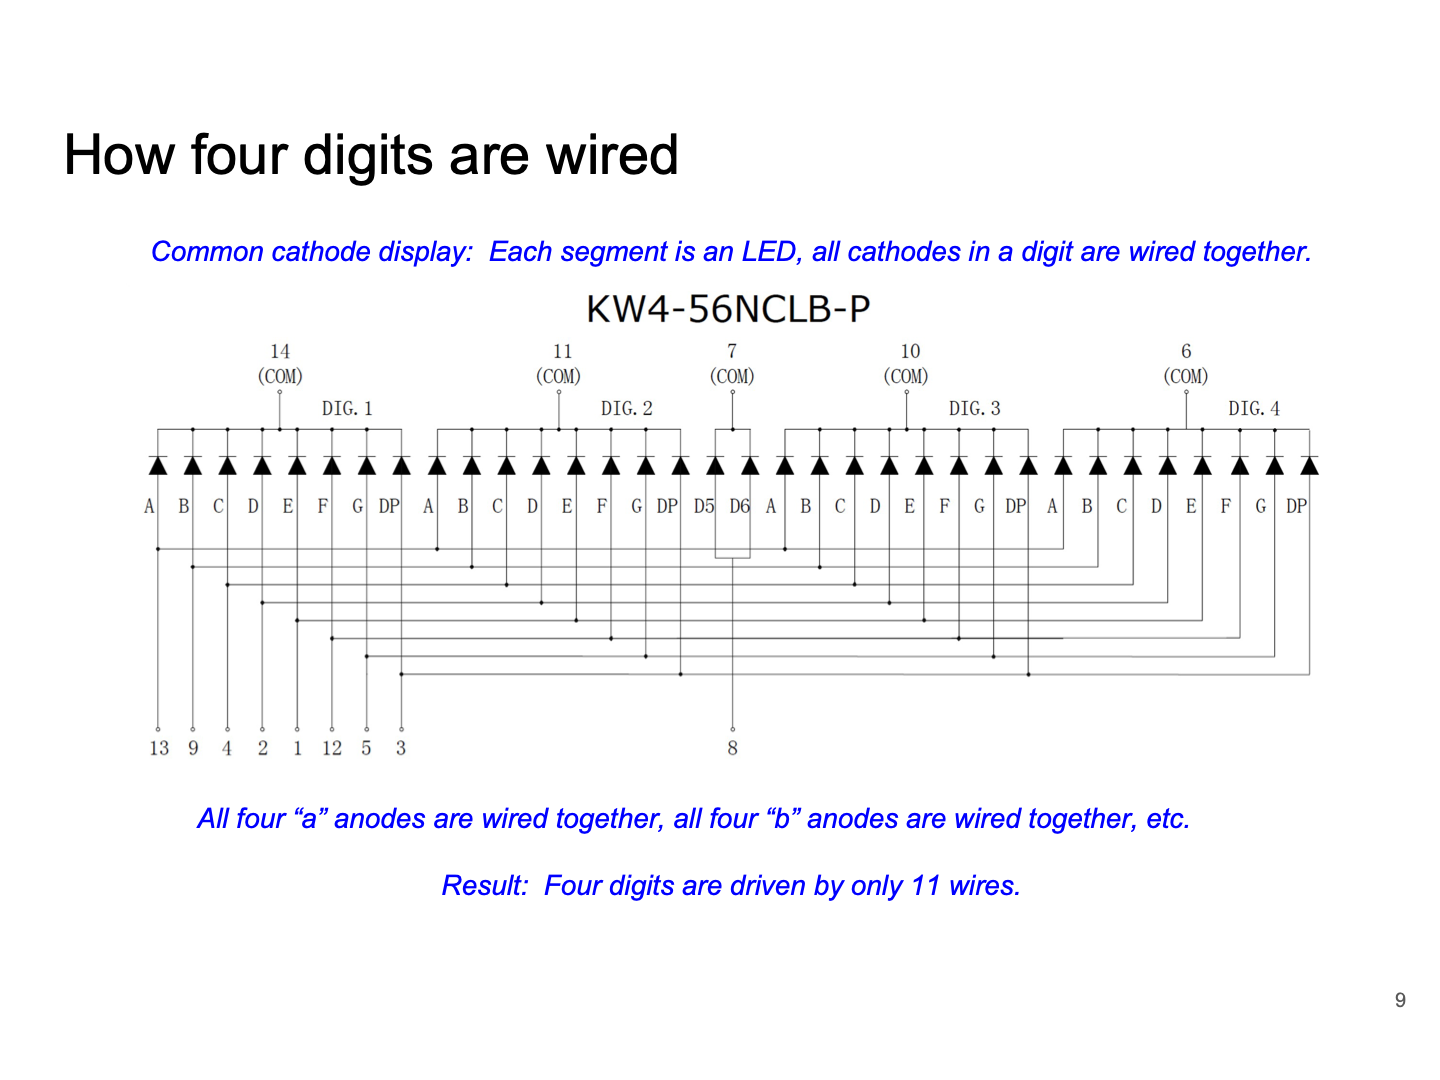 How four digits are wired
Common cathode display:  Each segment is an LED, all cathodes in a digit are wired together.
KW4-56NCLB-P
14 11 7 10 6
(COM) (COM) (COM) (COM) (COM)
DIG.1 DIG.2 DIG.3 DIG.4
A B C D E F G DP A B C D E F G DP D5 D6 A B C D E F G DP A B C D E F G DP
13 9 4 2 1 12 5 3 8
All four “a” anodes are wired together, all four “b” anodes are wired together, etc.
Result:  Four digits are driven by only 11 wires.
9